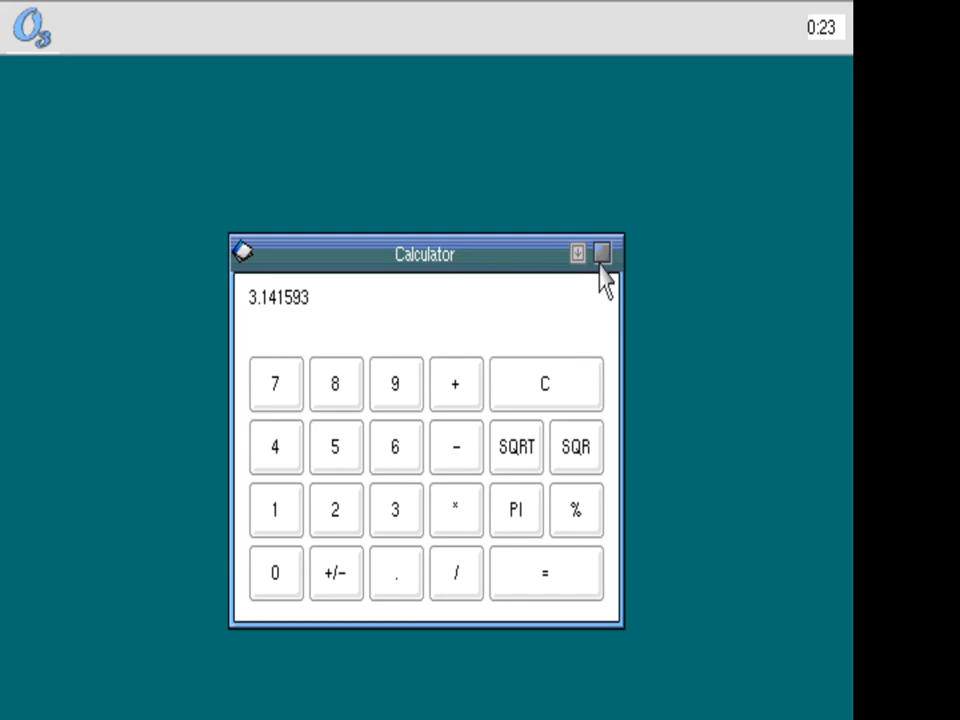 O3
0:23
Calculator
3.141593
7 8 9 + C
4 5 6 - SQRT SQR
1 2 3 * PI %
0 +/- . / =